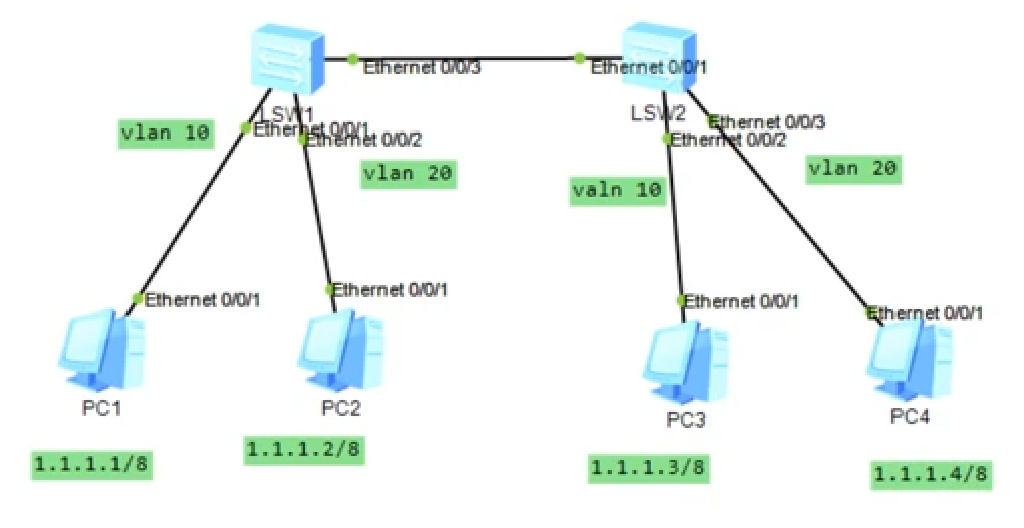 Ethernet 0/0/3
Ethernet 0/0/1
LSW1
LSW2
vlan 10
Ethernet 0/0/1
Ethernet 0/0/2
vlan 20
Ethernet 0/0/3
Ethernet 0/0/2
valn 10
vlan 20
Ethernet 0/0/1
Ethernet 0/0/1
Ethernet 0/0/1
Ethernet 0/0/1
PC1
PC2
PC3
PC4
1.1.1.1/8
1.1.1.2/8
1.1.1.3/8
1.1.1.4/8